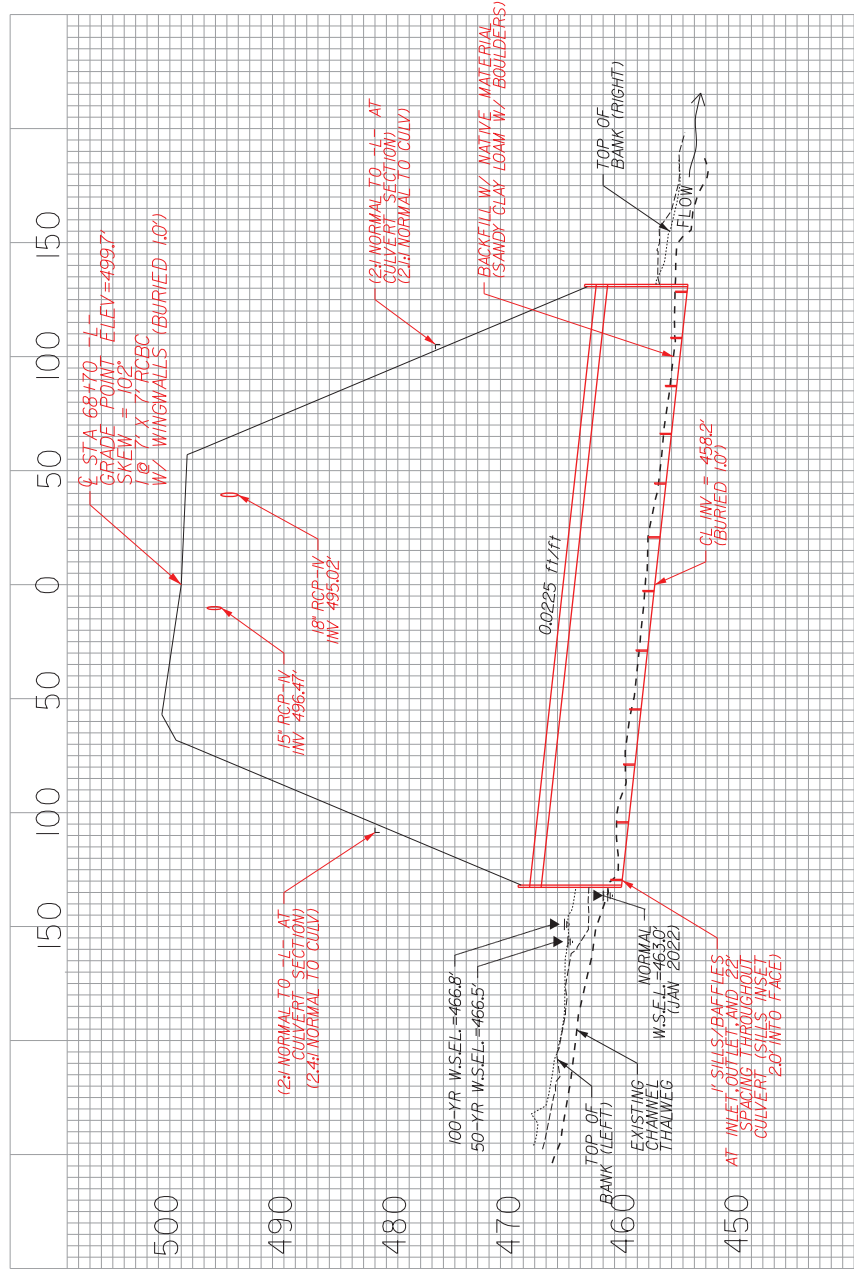 150
100
50
0
50
100
150
500
490
480
470
460
450
℄ STA 68+70 -L-
GRADE POINT ELEV=499.7'
SKEW = 102°
1 @ 7' X 7' RCBC
W/ WINGWALLS (BURIED 1.0')
(2:1 NORMAL TO -L- AT
CULVERT SECTION)
(2.4:1 NORMAL TO CULV)
15" RCP-IV
INV 496.47'
18" RCP-IV
INV 495.02'
(2:1 NORMAL TO -L- AT
CULVERT SECTION)
(2.1:1 NORMAL TO CULV)
100-YR W.S.EL.=466.8'
50-YR W.S.EL.=466.5'
0.0225 ft/ft
BACKFILL W/ NATIVE MATERIAL
(SANDY CLAY LOAM W/ BOULDERS)
TOP OF
BANK (RIGHT)
FLOW
TOP OF
BANK (LEFT)
EXISTING
CHANNEL
THALWEG
NORMAL
W.S.E.L.=463.0'
(JAN 2022)
CL INV = 458.2'
(BURIED 1.0')
1' SILLS/BAFFLES
AT INLET, OUTLET, AND 22'
SPACING THROUGHOUT
CULVERT (SILLS INSET
2.0' INTO FACE)